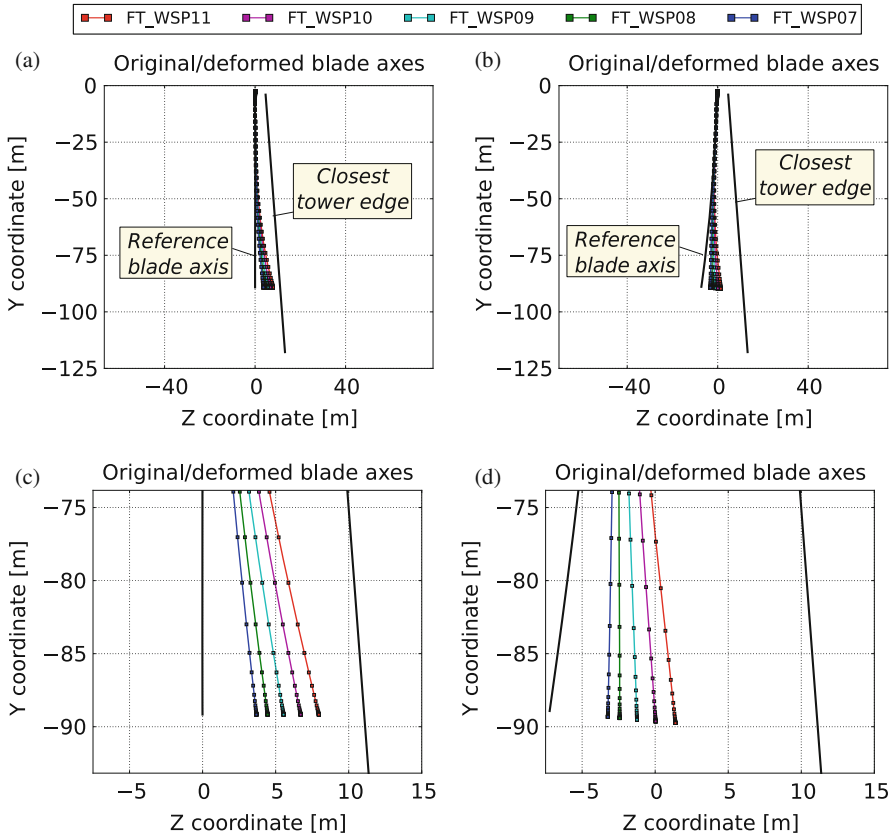 FT_WSP11 FT_WSP10 FT_WSP09 FT_WSP08 FT_WSP07
(a)
Original/deformed blade axes
0
−25
−50
−75
−100
−125
Y coordinate [m]
Closest
tower edge
Reference
blade axis
−40 0 40
Z coordinate [m]
(b)
Original/deformed blade axes
0
−25
−50
−75
−100
−125
Y coordinate [m]
Closest
tower edge
Reference
blade axis
−40 0 40
Z coordinate [m]
(c)
Original/deformed blade axes
−75
−80
−85
−90
Y coordinate [m]
−5 0 5 10 15
Z coordinate [m]
(d)
Original/deformed blade axes
−75
−80
−85
−90
Y coordinate [m]
−5 0 5 10 15
Z coordinate [m]